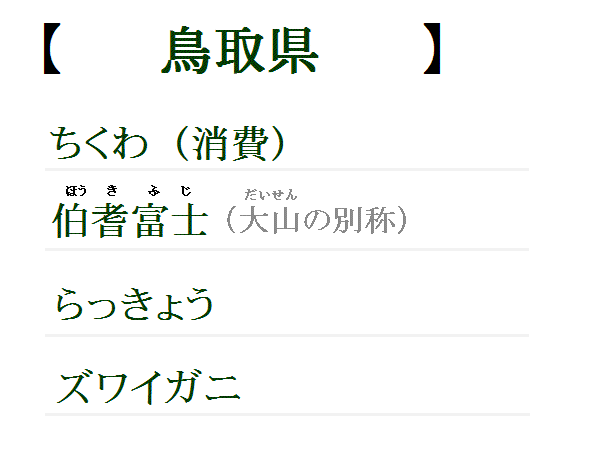 【　鳥取県　】
ちくわ（消費）
ほう き ふ じ だいせん
伯耆富士（大山の別称）
らっきょう
ズワイガニ